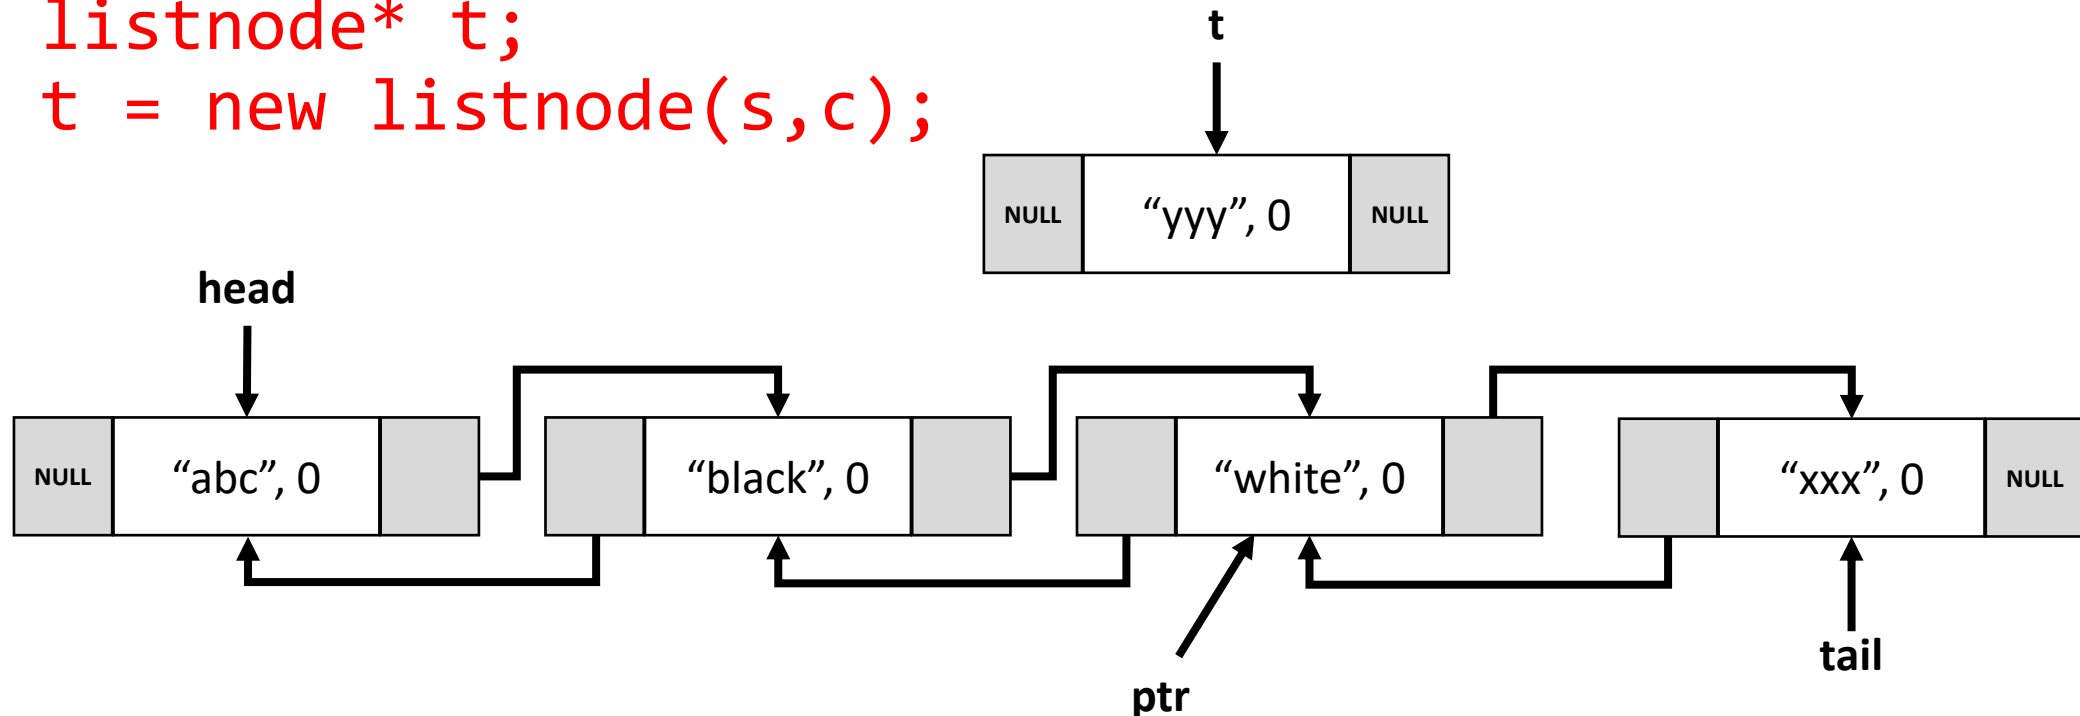 listnode* t;
t = new listnode(s,c);
t
NULL “yyy”, 0 NULL
head
NULL “abc”, 0 “black”, 0 “white”, 0 “xxx”, 0 NULL
tail
ptr